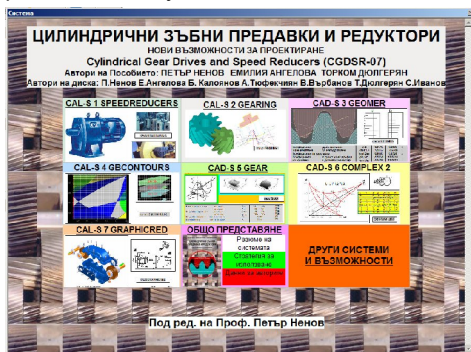 Система
ЦИЛИНДРИЧНИ ЗЪБНИ ПРЕДАВКИ И РЕДУКТОРИ
НОВИ ВЪЗМОЖНОСТИ ЗА ПРОЕКТИРАНЕ
Cylindrical Gear Drives and Speed Reducers (CGDSR-07)
Автори на Пособието: ПЕТЪР НЕНОВ ЕМИЛИЯ АНГЕЛОВА ТОРКОМ ДЮЛГЕРЯН
Автори на диска: П.Ненов Е.Ангелова Б. Калоянов А.Тюфекчиян В.Върбанов Т.Дюлгерян С.Иванов
CAL-S 1 SPEEDREDUCERS
CAL-S 2 GEARING
CAD-S 3 GEOMER
CAL-S 4 GBCONTOURS
CAD-S 5 GEAR
CAD-S 6 COMPLEX 2
CAL-S 7 GRAPHICRED
ОБЩО ПРЕДСТАВЯНЕ
Резюме на
системата
Стратегия за
използване
ДРУГИ СИСТЕМИ
И ВЪЗМОЖНОСТИ
Под ред. на Проф. Петър Ненов